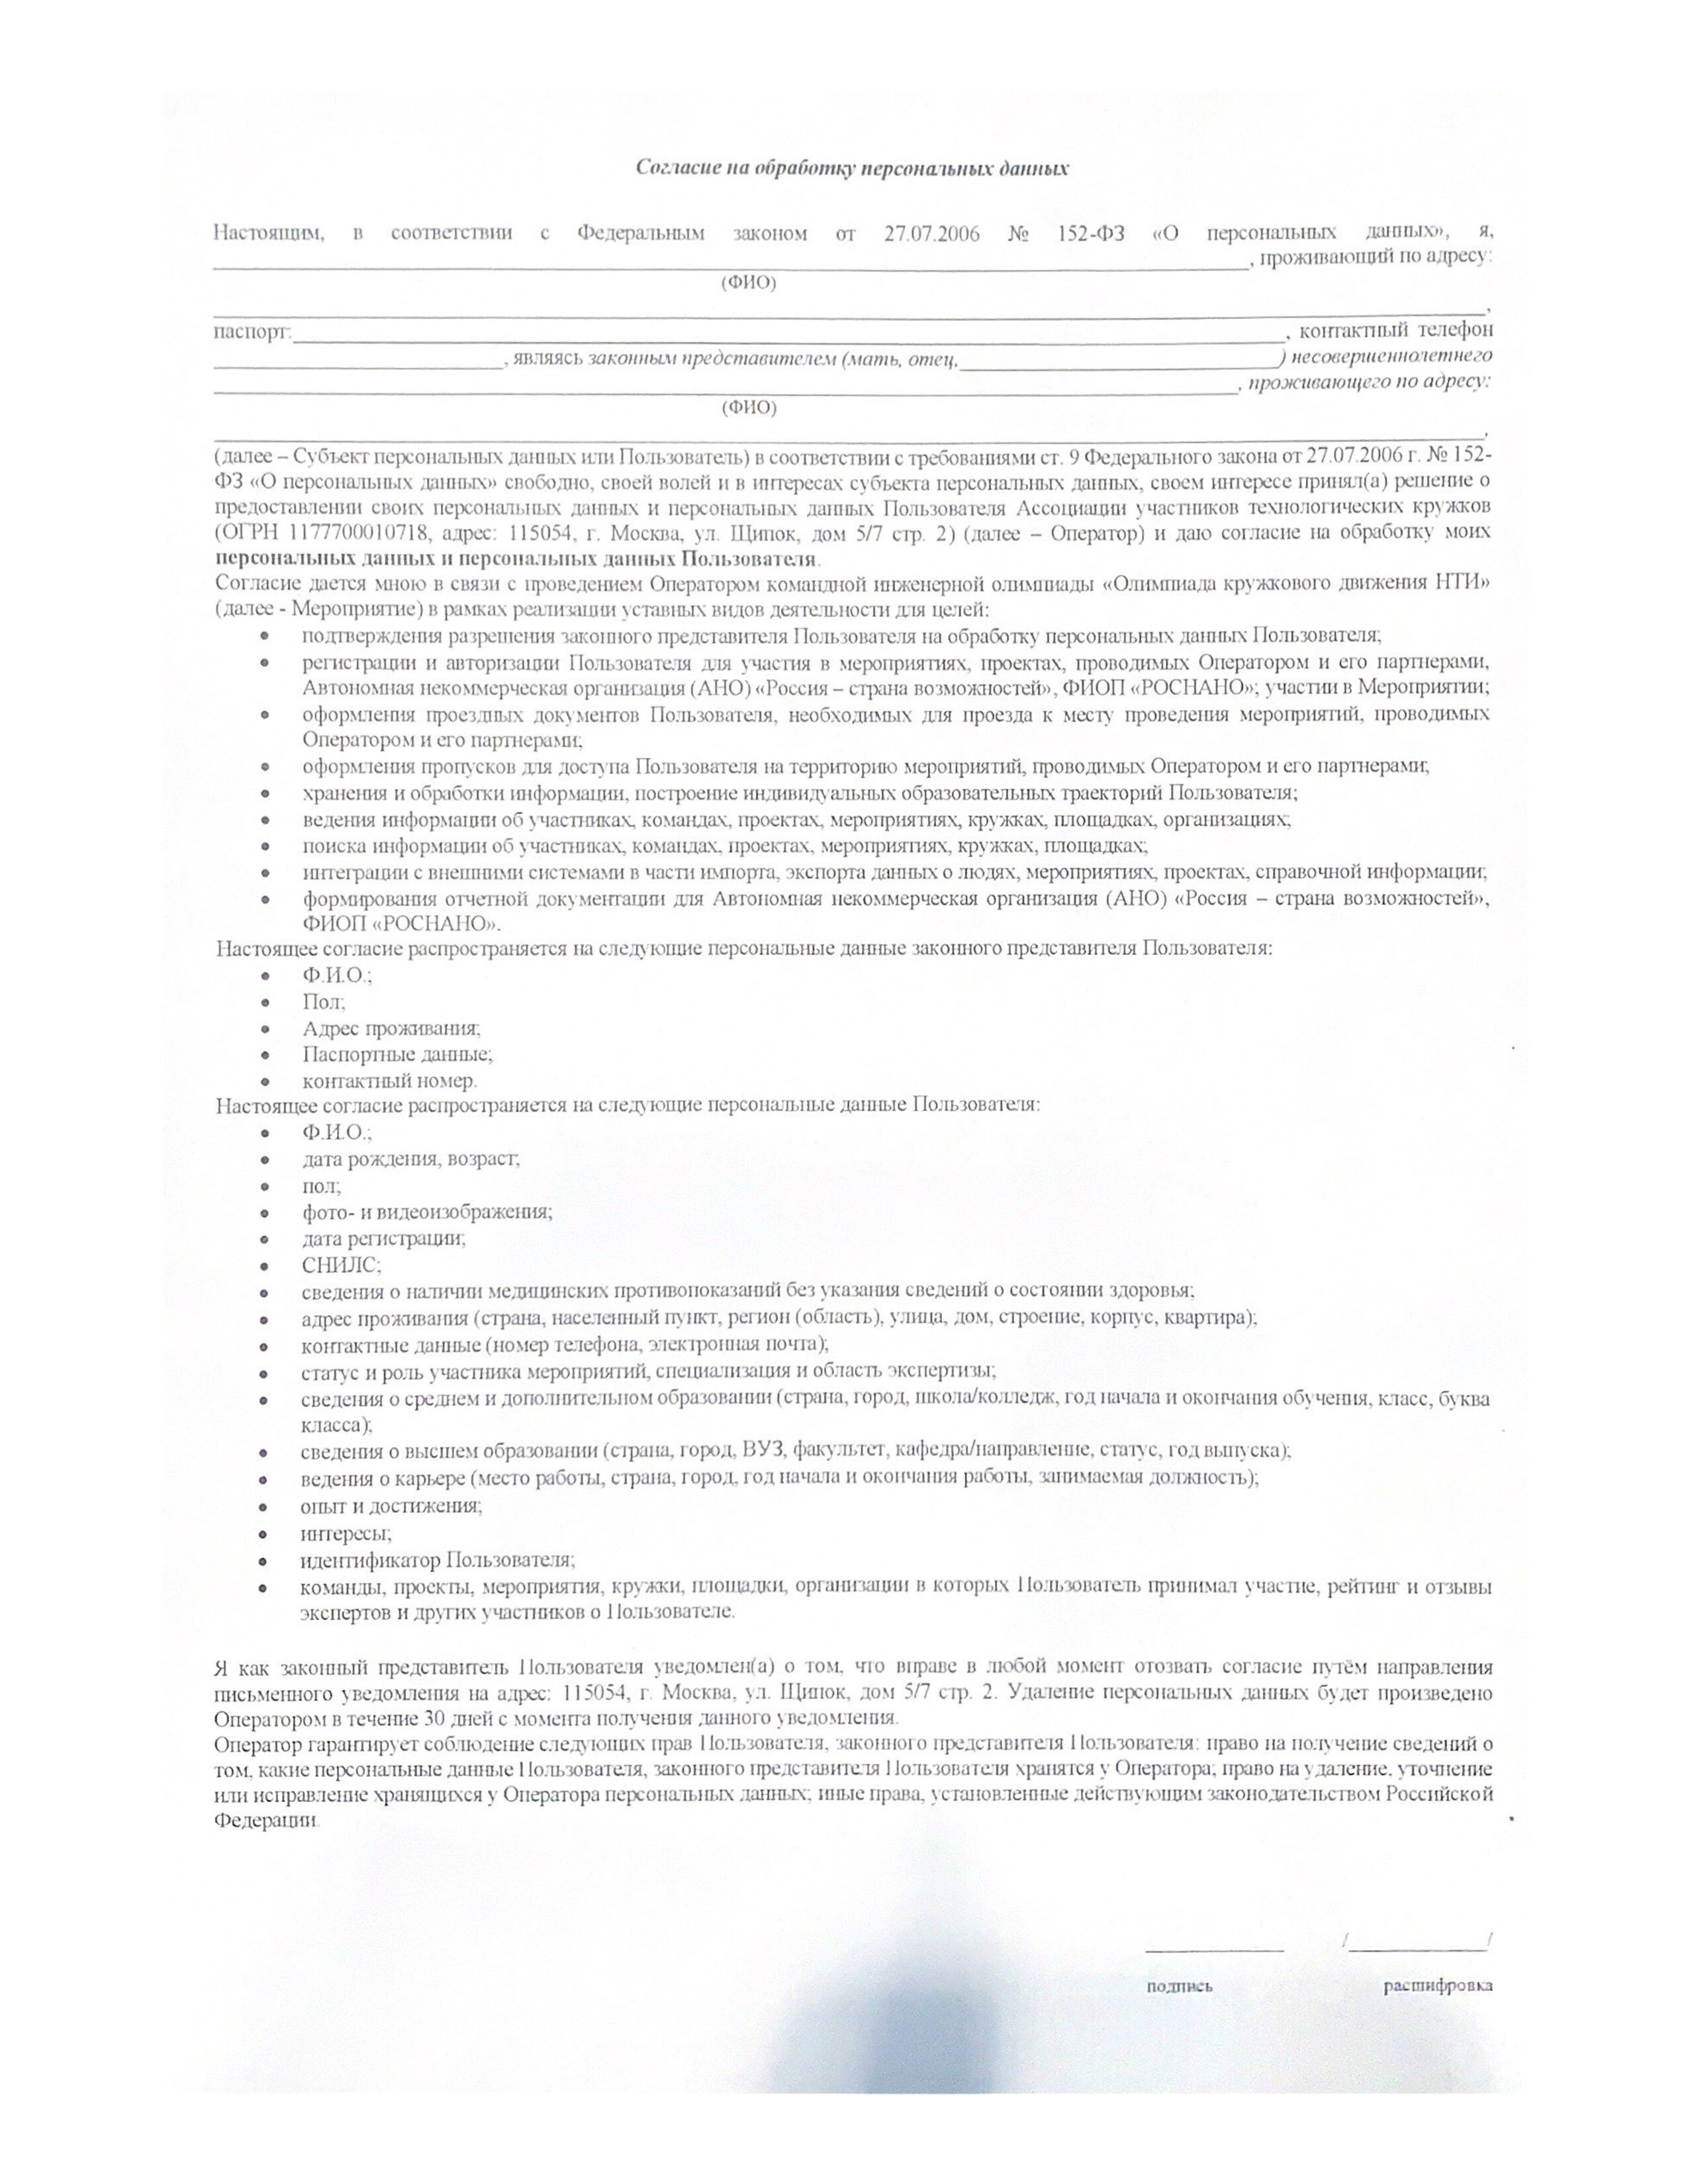 Согласие на обработку персональных данных
Настоящим, в соответствии с Федеральным законом от 27.07.2006 № 152-ФЗ «О персональных данных», я,
, проживающий по адресу:
(ФИО)
,
паспорт: , контактный телефон
, являясь законным представителем (мать, отец, ) несовершеннолетнего
, проживающего по адресу:
(ФИО)
,
(далее – Субъект персональных данных или Пользователь) в соответствии с требованиями ст. 9 Федерального закона от 27.07.2006 г. № 152-
ФЗ «О персональных данных» свободно, своей волей и в интересах субъекта персональных данных, своем интересе принял(а) решение о
предоставлении своих персональных данных и персональных данных Пользователя Ассоциации участников технологических кружков
(ОГРН 1177700010718, адрес: 115054, г. Москва, ул. Щипок, дом 5/7 стр. 2) (далее – Оператор) и даю согласие на обработку моих
персональных данных и персональных данных Пользователя.
Согласие дается мною в связи с проведением Оператором командной инженерной олимпиады «Олимпиада кружкового движения НТИ»
(далее - Мероприятие) в рамках реализации уставных видов деятельности для целей:
• подтверждения разрешения законного представителя Пользователя на обработку персональных данных Пользователя;
• регистрации и авторизации Пользователя для участия в мероприятиях, проектах, проводимых Оператором и его партнерами,
Автономная некоммерческая организация (АНО) «Россия – страна возможностей», ФИОП «РОСНАНО»; участии в Мероприятии;
• оформления проездных документов Пользователя, необходимых для проезда к месту проведения мероприятий, проводимых
Оператором и его партнерами;
• оформления пропусков для доступа Пользователя на территорию мероприятий, проводимых Оператором и его партнерами;
• хранения и обработки информации, построение индивидуальных образовательных траекторий Пользователя;
• ведения информации об участниках, командах, проектах, мероприятиях, кружках, площадках, организациях;
• поиска информации об участниках, командах, проектах, мероприятиях, кружках, площадках;
• интеграции с внешними системами в части импорта, экспорта данных о людях, мероприятиях, проектах, справочной информации;
• формирования отчетной документации для Автономная некоммерческая организация (АНО) «Россия – страна возможностей»,
ФИОП «РОСНАНО».
Настоящее согласие распространяется на следующие персональные данные законного представителя Пользователя:
• Ф.И.О.;
• Пол;
• Адрес проживания;
• Паспортные данные;
• контактный номер.
Настоящее согласие распространяется на следующие персональные данные Пользователя:
• Ф.И.О.;
• дата рождения, возраст;
• пол;
• фото- и видеоизображения;
• дата регистрации;
• СНИЛС;
• сведения о наличии медицинских противопоказаний без указания сведений о состоянии здоровья;
• адрес проживания (страна, населенный пункт, регион (область), улица, дом, строение, корпус, квартира);
• контактные данные (номер телефона, электронная почта);
• статус и роль участника мероприятий, специализация и область экспертизы;
• сведения о среднем и дополнительном образовании (страна, город, школа/колледж, год начала и окончания обучения, класс, буква
класса);
• сведения о высшем образовании (страна, город, ВУЗ, факультет, кафедра/направление, статус, год выпуска);
• ведения о карьере (место работы, страна, город, год начала и окончания работы, занимаемая должность);
• опыт и достижения;
• интересы;
• идентификатор Пользователя;
• команды, проекты, мероприятия, кружки, площадки, организации в которых Пользователь принимал участие, рейтинг и отзывы
экспертов и других участников о Пользователе.
Я как законный представитель Пользователя уведомлен(а) о том, что вправе в любой момент отозвать согласие путём направления
письменного уведомления на адрес: 115054, г. Москва, ул. Щипок, дом 5/7 стр. 2. Удаление персональных данных будет произведено
Оператором в течение 30 дней с момента получения данного уведомления.
Оператор гарантирует соблюдение следующих прав Пользователя, законного представителя Пользователя: право на получение сведений о
том, какие персональные данные Пользователя, законного представителя Пользователя хранятся у Оператора; право на удаление, уточнение
или исправление хранящихся у Оператора персональных данных; иные права, установленные действующим законодательством Российской
Федерации.
/ /
подпись расшифровка